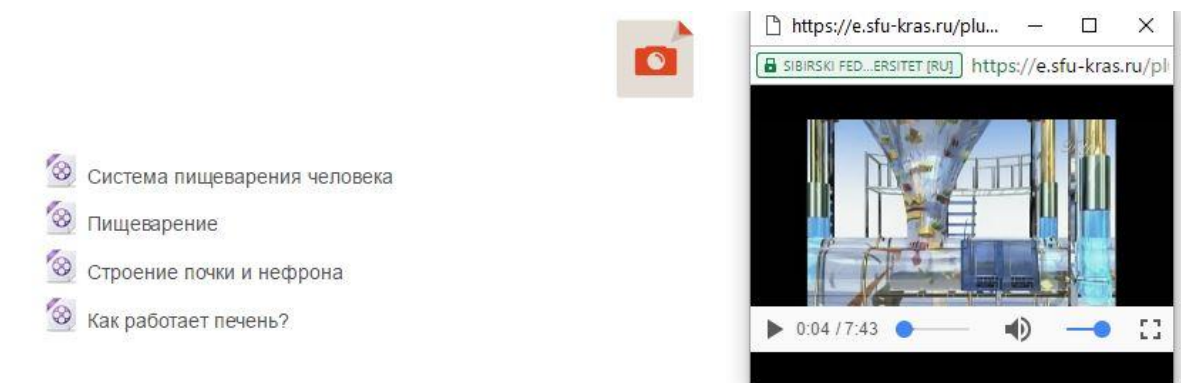 https://e.sfu-kras.ru/plu...
SIBIRSKI FED...ERSITET [RU] https://e.sfu-kras.ru/pl
Система пищеварения человека
Пищеварение
Строение почки и нефрона
Как работает печень?
0:04 / 7:43